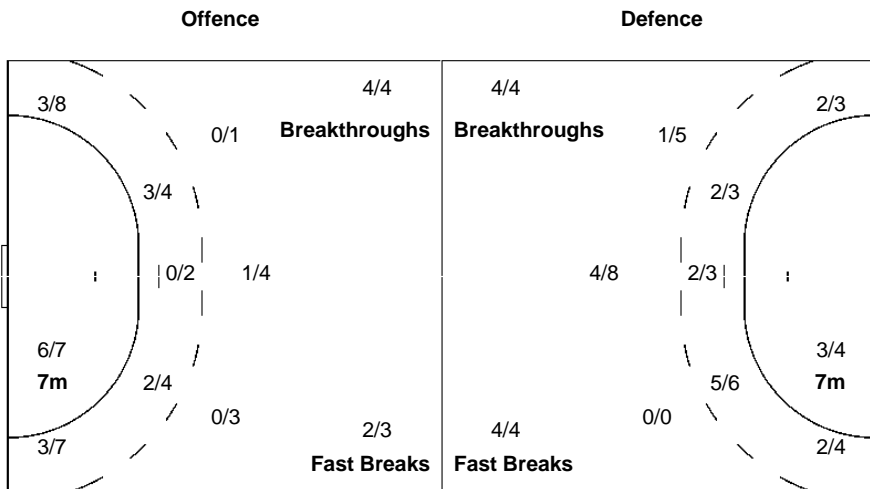 Offence Defence
4/4 4/4
3/8 2/3
0/1 Breakthroughs Breakthroughs 1/5
3/4 2/3
0/2 1/4 4/8 2/3
6/7 3/4
7m 2/4 5/6 7m
0/3 0/0
2/3 4/4
3/7 2/4
Fast Breaks Fast Breaks